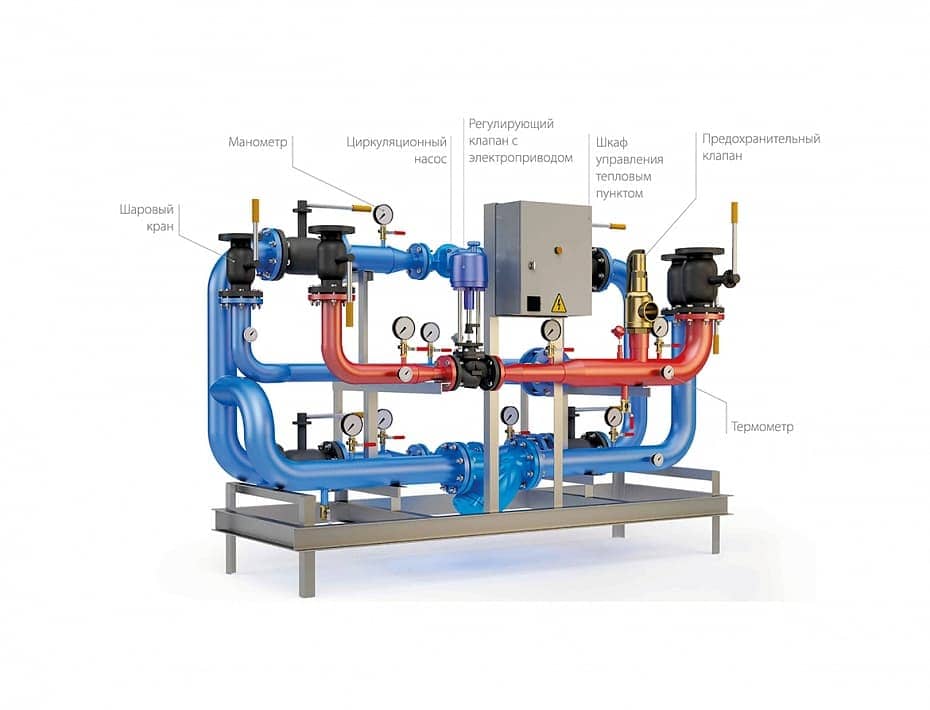 Манометр
Циркуляционный
насос
Регулирующий
клапан с
электроприводом
Шкаф
управления
тепловым
пунктом
Предохранительный
клапан
Шаровый
кран
Термометр